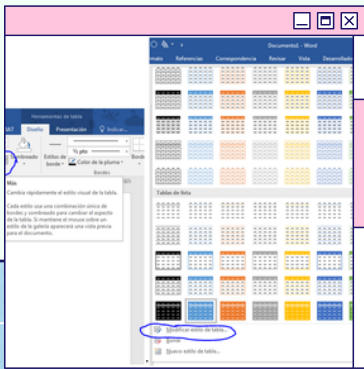 Documento1 - Word
Referencias Correspondencia Revisar Vista Desarrollador
Herramientas de tabla
Diseño Presentación Indicar...
Sombreado Estilos de borde
½ pto
Color de la pluma
Bordes
Más
Cambia rápidamente el estilo visual de la tabla.
Cada estilo usa una combinación única de
bordes y sombreado para cambiar el aspecto
de la tabla. Si mantiene el mouse sobre un
estilo de la galería aparecerá una vista previa
para el documento.
Tablas de lista
Modificar estilo de tabla...
Borrar
Nuevo estilo de tabla...